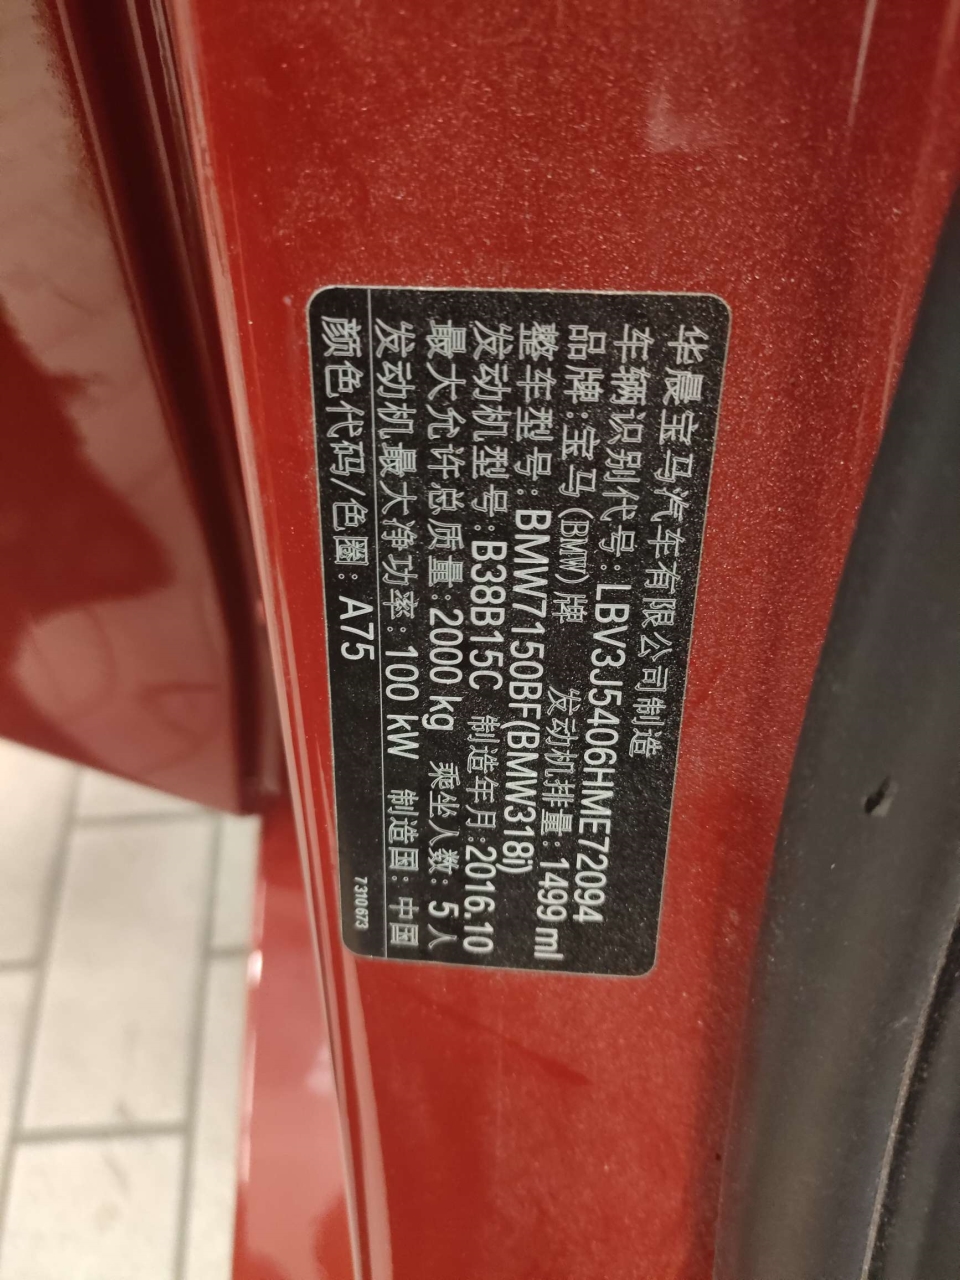 华晨宝马汽车有限公司制造
车辆识别代号:LBV3J5406HME72094
品牌:宝马(BMW)牌 发动机排量:1499 ml
整车型号:BMW7150BF(BMW318i)
发动机型号:B38B15C 制造年月:2016.10
最大允许总质量:2000 kg 乘坐人数:5人
发动机最大净功率:100 kW 制造国:中国
颜色代码/色圈:A75
7310673